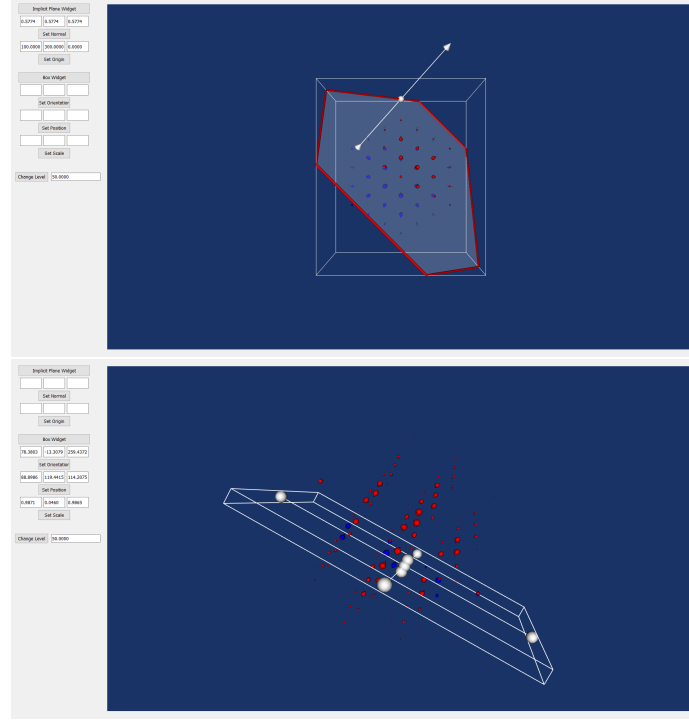 Implicit Plane Widget
0.5774 0.5774 0.5774
Set Normal
100.0000 300.0000 0.0000
Set Origin
Box Widget
Set Orientation
Set Position
Set Scale
Change Level 50.0000
Implicit Plane Widget
Set Normal
Set Origin
Box Widget
78.3803 -13.3079 259.4372
Set Orientation
88.8986 119.4415 114.2675
Set Position
0.9871 0.0460 0.9865
Set Scale
Change Level 50.0000